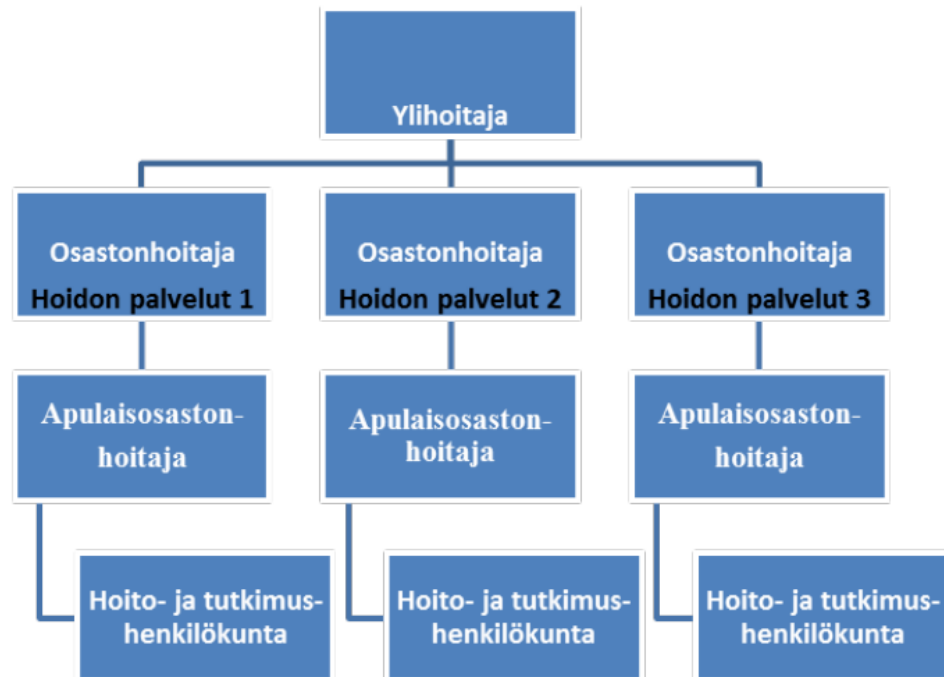 Ylihoitaja
Osastonhoitaja
Hoidon palvelut 1
Osastonhoitaja
Hoidon palvelut 2
Osastonhoitaja
Hoidon palvelut 3
Apulaisosaston-
hoitaja
Apulaisosaston-
hoitaja
Apulaisosaston-
hoitaja
Hoito- ja tutkimus-
henkilökunta
Hoito- ja tutkimus-
henkilökunta
Hoito- ja tutkimus-
henkilökunta